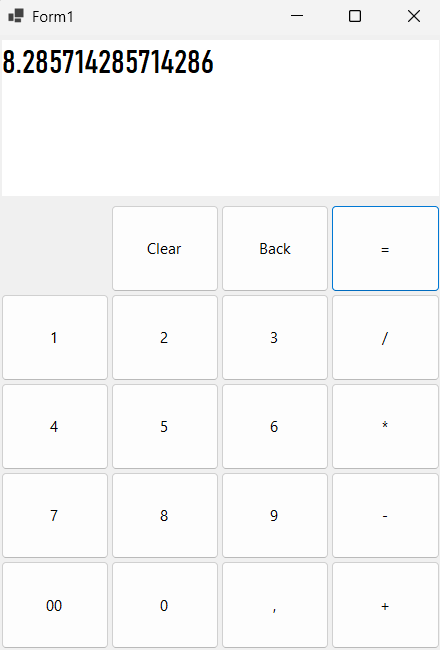 Form1
8.285714285714286
Clear Back =
1 2 3 /
4 5 6 *
7 8 9 -
00 0 , +